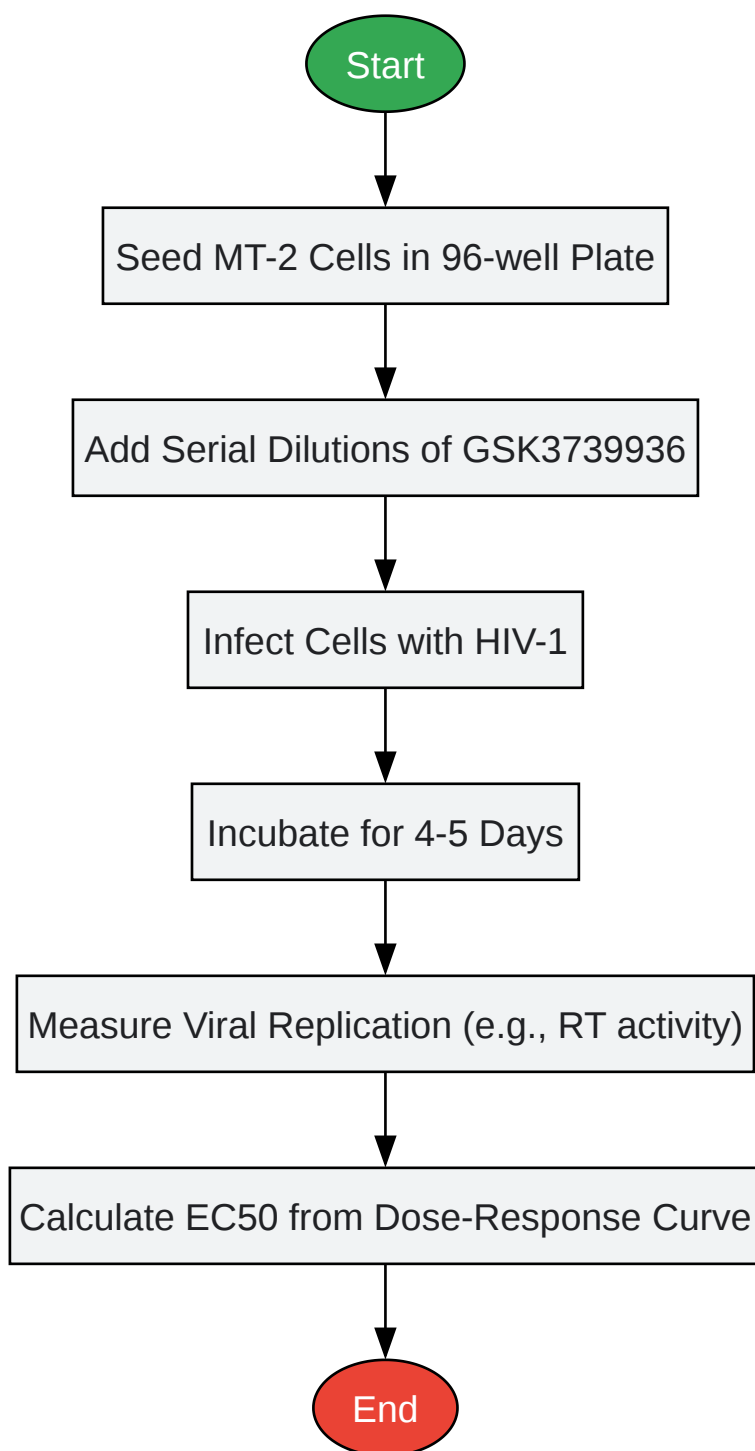 Start
Seed MT-2 Cells in 96-well Plate
Add Serial Dilutions of GSK3739936
Infect Cells with HIV-1
Incubate for 4-5 Days
Measure Viral Replication (e.g., RT activity)
Calculate EC50 from Dose-Response Curve
End